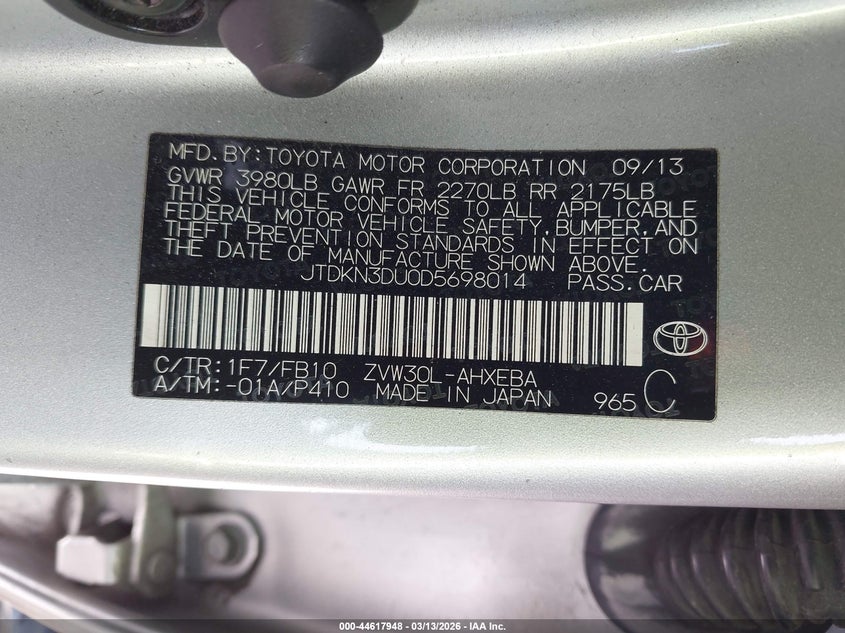 MFD.BY:TOYOTA MOTOR CORPORATION 09/13
GVWR 3980LB GAWR FR 2270LB RR 2175LB
THIS VEHICLE CONFORMS TO ALL APPLICABLE
FEDERAL MOTOR VEHICLE SAFETY,BUMPER,AND
THEFT PREVENTION STANDARDS IN EFFECT ON
THE DATE OF MANUFACTURE SHOWN ABOVE.
JTDKN3DU0D5698014 PASS.CAR
C/TR:1F7/FB10 ZVW30L-AHXEBA
A/TM:-01A/P410 MADE IN JAPAN 965 C
000-44617948 - 03/13/2026 - IAA Inc.